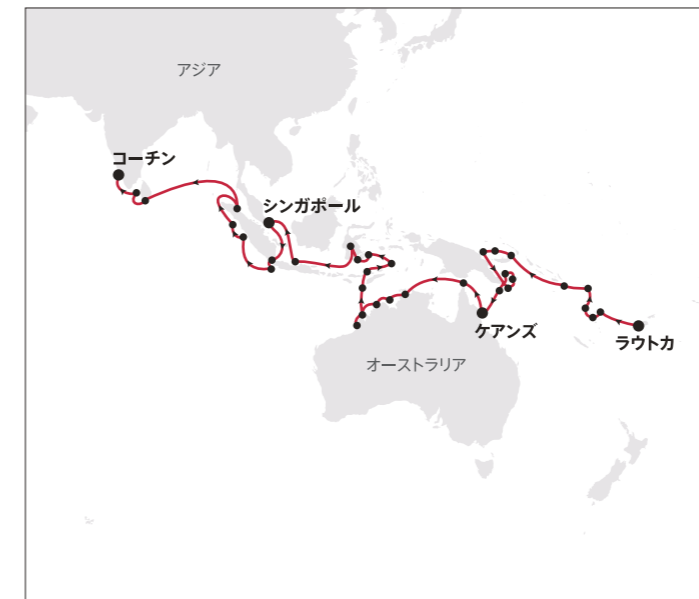 アジア
コーチン
シンガポール
ケアンズ
ラウトカ
オーストラリア